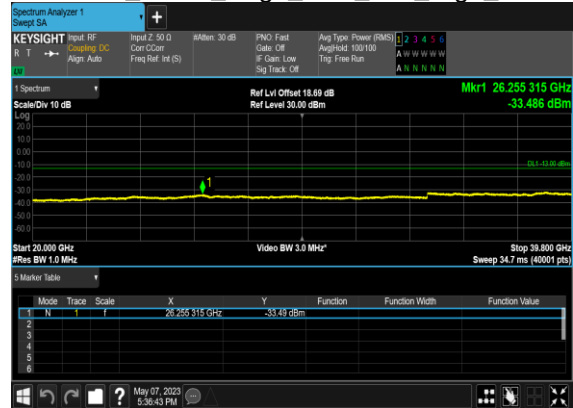 Spectrum Analyzer 1
Swept SA
+
KEYSIGHT Input: RF Input Z: 50 Ω #Atten: 30 dB PNO: Fast Avg Type: Power (RMS) 1 2 3 4 5 6
R T Coupling: DC Corr CCorr Gate: Off Avg|Hold: 100/100 A W W W W W
Align: Auto Freq Ref: Int (S) IF Gain: Low Trig: Free Run
LXI Sig Track: Off A N N N N N
1 Spectrum Ref Lvl Offset 18.69 dB Mkr1 26.255 315 GHz
Scale/Div 10 dB Ref Level 30.00 dBm -33.486 dBm
Log
20.0
10.0
0.00
-10.0
DL1 -13.00 dBm
-20.0
1
-30.0
-40.0
-50.0
-60.0
Start 20.000 GHz Video BW 3.0 MHz* Stop 39.800 GHz
#Res BW 1.0 MHz Sweep 34.7 ms (40001 pts)
5 Marker Table
Mode Trace Scale X Y Function Function Width Function Value
1 N 1 f 26.255 315 GHz -33.49 dBm
2
3
4
5
6
? May 07, 2023
5:36:43 PM